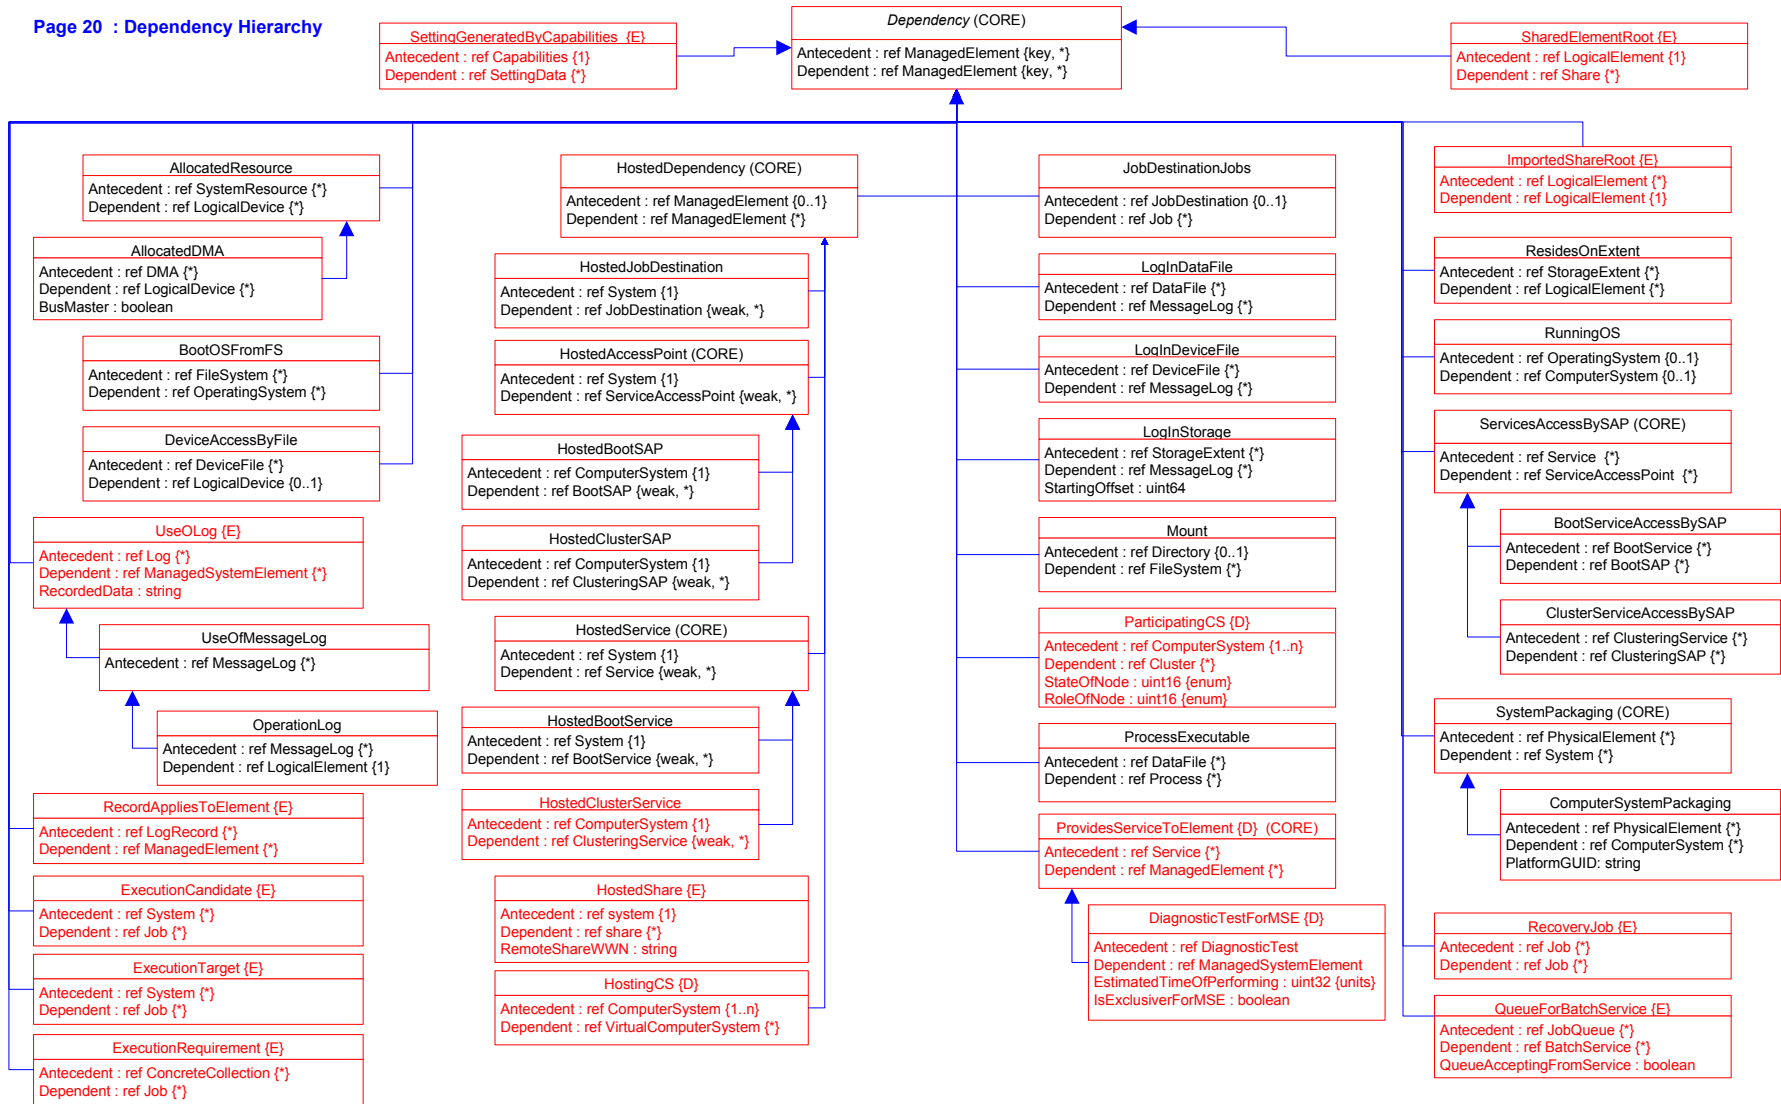 Page 20 : Dependency Hierarchy
SettingGeneratedByCapabilities {E}
Antecedent : ref Capabilities {1}
Dependent : ref SettingData {*}
Dependency (CORE)
Antecedent : ref ManagedElement {key, *}
Dependent : ref ManagedElement {key, *}
SharedElementRoot {E}
Antecedent : ref LogicalElement {1}
Dependent : ref Share {*}
AllocatedResource
Antecedent : ref SystemResource {*}
Dependent : ref LogicalDevice {*}
AllocatedDMA
Antecedent : ref DMA {*}
Dependent : ref LogicalDevice {*}
BusMaster : boolean
BootOSFromFS
Antecedent : ref FileSystem {*}
Dependent : ref OperatingSystem {*}
DeviceAccessByFile
Antecedent : ref DeviceFile {*}
Dependent : ref LogicalDevice {0..1}
UseOLog {E}
Antecedent : ref Log {*}
Dependent : ref ManagedSystemElement {*}
RecordedData : string
UseOfMessageLog
Antecedent : ref MessageLog {*}
OperationLog
Antecedent : ref MessageLog {*}
Dependent : ref LogicalElement {1}
RecordAppliesToElement {E}
Antecedent : ref LogRecord {*}
Dependent : ref ManagedElement {*}
ExecutionCandidate {E}
Antecedent : ref System {*}
Dependent : ref Job {*}
ExecutionTarget {E}
Antecedent : ref System {*}
Dependent : ref Job {*}
ExecutionRequirement {E}
Antecedent : ref ConcreteCollection {*}
Dependent : ref Job {*}
HostedDependency (CORE)
Antecedent : ref ManagedElement {0..1}
Dependent : ref ManagedElement {*}
HostedJobDestination
Antecedent : ref System {1}
Dependent : ref JobDestination {weak, *}
HostedAccessPoint (CORE)
Antecedent : ref System {1}
Dependent : ref ServiceAccessPoint {weak, *}
HostedBootSAP
Antecedent : ref ComputerSystem {1}
Dependent : ref BootSAP {weak, *}
HostedClusterSAP
Antecedent : ref ComputerSystem {1}
Dependent : ref ClusteringSAP {weak, *}
HostedService (CORE)
Antecedent : ref System {1}
Dependent : ref Service {weak, *}
HostedBootService
Antecedent : ref System {1}
Dependent : ref BootService {weak, *}
HostedClusterService
Antecedent : ref ComputerSystem {1}
Dependent : ref ClusteringService {weak, *}
HostedShare {E}
Antecedent : ref system {1}
Dependent : ref share {*}
RemoteShareWWN : string
HostingCS {D}
Antecedent : ref ComputerSystem {1..n}
Dependent : ref VirtualComputerSystem {*}
JobDestinationJobs
Antecedent : ref JobDestination {0..1}
Dependent : ref Job {*}
LogInDataFile
Antecedent : ref DataFile {*}
Dependent : ref MessageLog {*}
LogInDeviceFile
Antecedent : ref DeviceFile {*}
Dependent : ref MessageLog {*}
LogInStorage
Antecedent : ref StorageExtent {*}
Dependent : ref MessageLog {*}
StartingOffset : uint64
Mount
Antecedent : ref Directory {0..1}
Dependent : ref FileSystem {*}
ParticipatingCS {D}
Antecedent : ref ComputerSystem {1..n}
Dependent : ref Cluster {*}
StateOfNode : uint16 {enum}
RoleOfNode : uint16 {enum}
ProcessExecutable
Antecedent : ref DataFile {*}
Dependent : ref Process {*}
ProvidesServiceToElement {D} (CORE)
Antecedent : ref Service {*}
Dependent : ref ManagedElement {*}
DiagnosticTestForMSE {D}
Antecedent : ref DiagnosticTest
Dependent : ref ManagedSystemElement
EstimatedTimeOfPerforming : uint32 {units}
IsExclusiverForMSE : boolean
ImportedShareRoot {E}
Antecedent : ref LogicalElement {*}
Dependent : ref LogicalElement {1}
ResidesOnExtent
Antecedent : ref StorageExtent {*}
Dependent : ref LogicalElement {*}
RunningOS
Antecedent : ref OperatingSystem {0..1}
Dependent : ref ComputerSystem {0..1}
ServicesAccessBySAP (CORE)
Antecedent : ref Service {*}
Dependent : ref ServiceAccessPoint {*}
BootServiceAccessBySAP
Antecedent : ref BootService {*}
Dependent : ref BootSAP {*}
ClusterServiceAccessBySAP
Antecedent : ref ClusteringService {*}
Dependent : ref ClusteringSAP {*}
SystemPackaging (CORE)
Antecedent : ref PhysicalElement {*}
Dependent : ref System {*}
ComputerSystemPackaging
Antecedent : ref PhysicalElement {*}
Dependent : ref ComputerSystem {*}
PlatformGUID: string
RecoveryJob {E}
Antecedent : ref Job {*}
Dependent : ref Job {*}
QueueForBatchService {E}
Antecedent : ref JobQueue {*}
Dependent : ref BatchService {*}
QueueAcceptingFromService : boolean